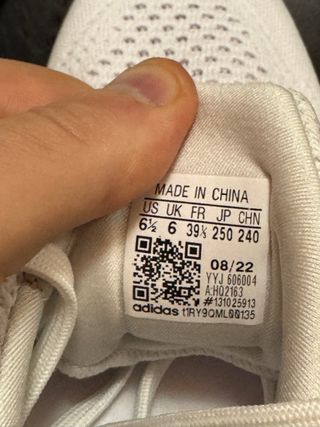 MADE IN CHINA
US UK FR JP CHN
6½ 6 39⅓ 250 240
08/22
YYJ 606004
A:HQ2163
#131025913
adidas t1RY9QML00135